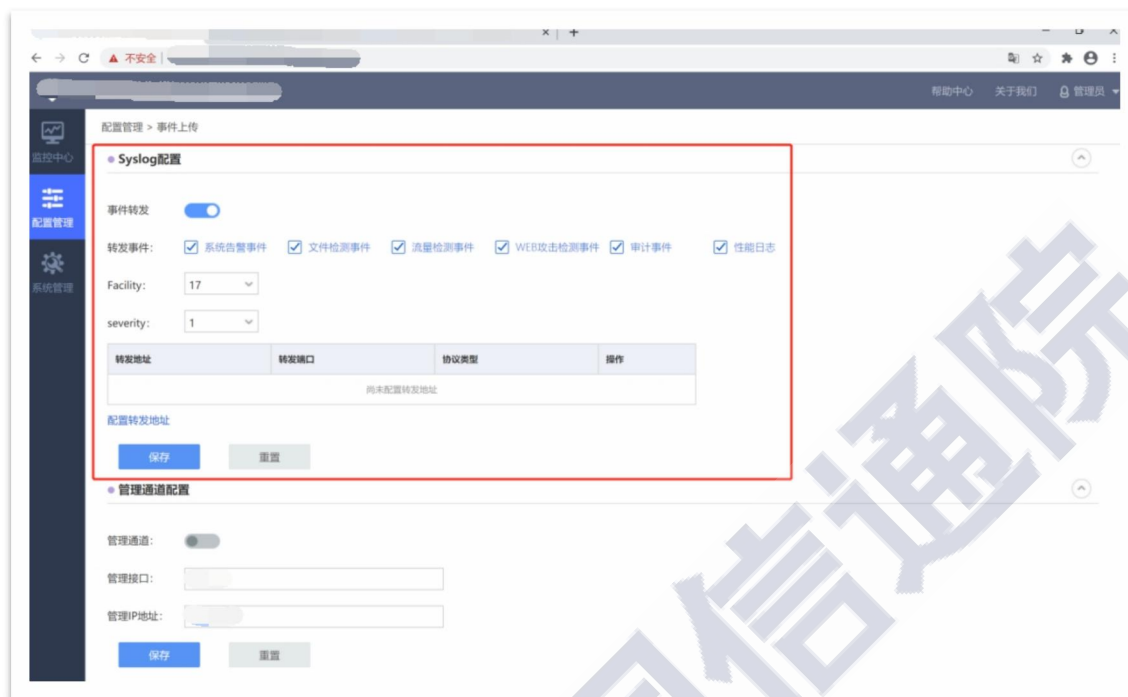 不安全
帮助中心 关于我们 管理员
配置管理 > 事件上传
监控中心
配置管理
系统管理
Syslog配置
事件转发
转发事件: 系统告警事件 文件检测事件 流量检测事件 WEB攻击检测事件 审计事件 性能日志
Facility: 17
severity: 1
转发地址 转发端口 协议类型 操作
尚未配置转发地址
配置转发地址
保存 重置
管理通道配置
管理通道:
管理接口:
管理IP地址:
保存 重置
信通院